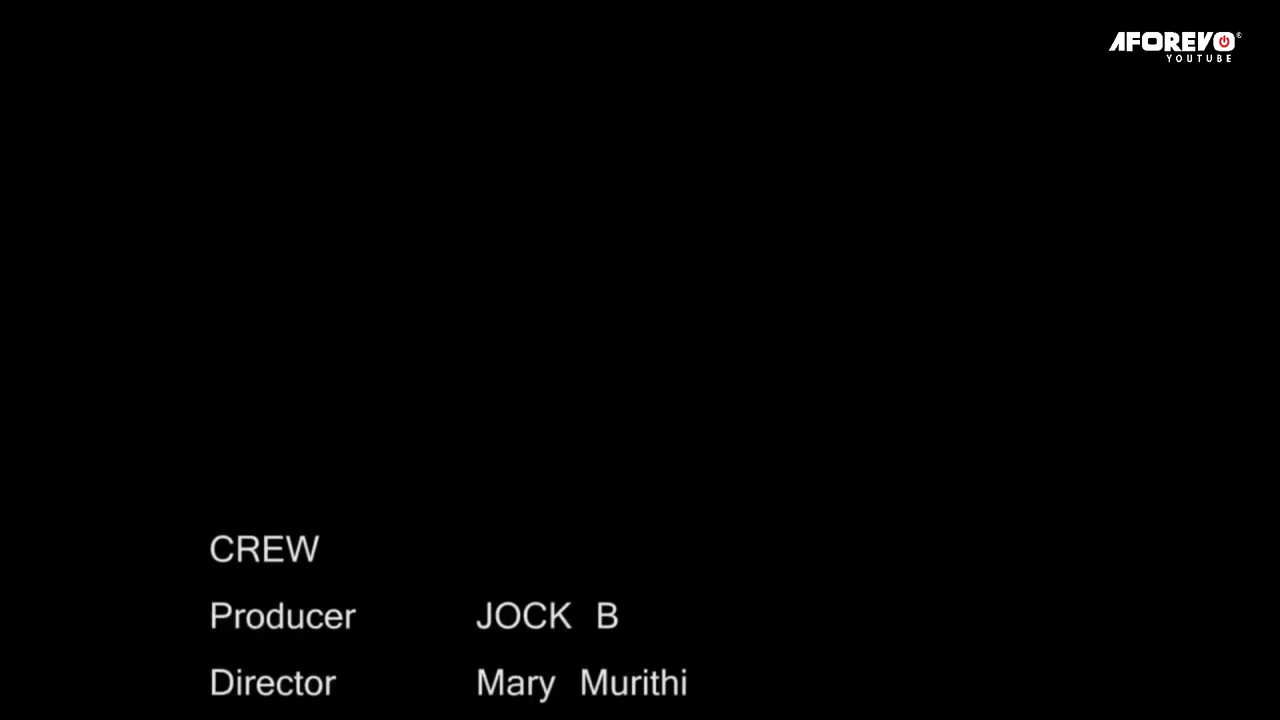 AFOREVO®
YOUTUBE
CREW
Producer JOCK B
Director Mary Murithi